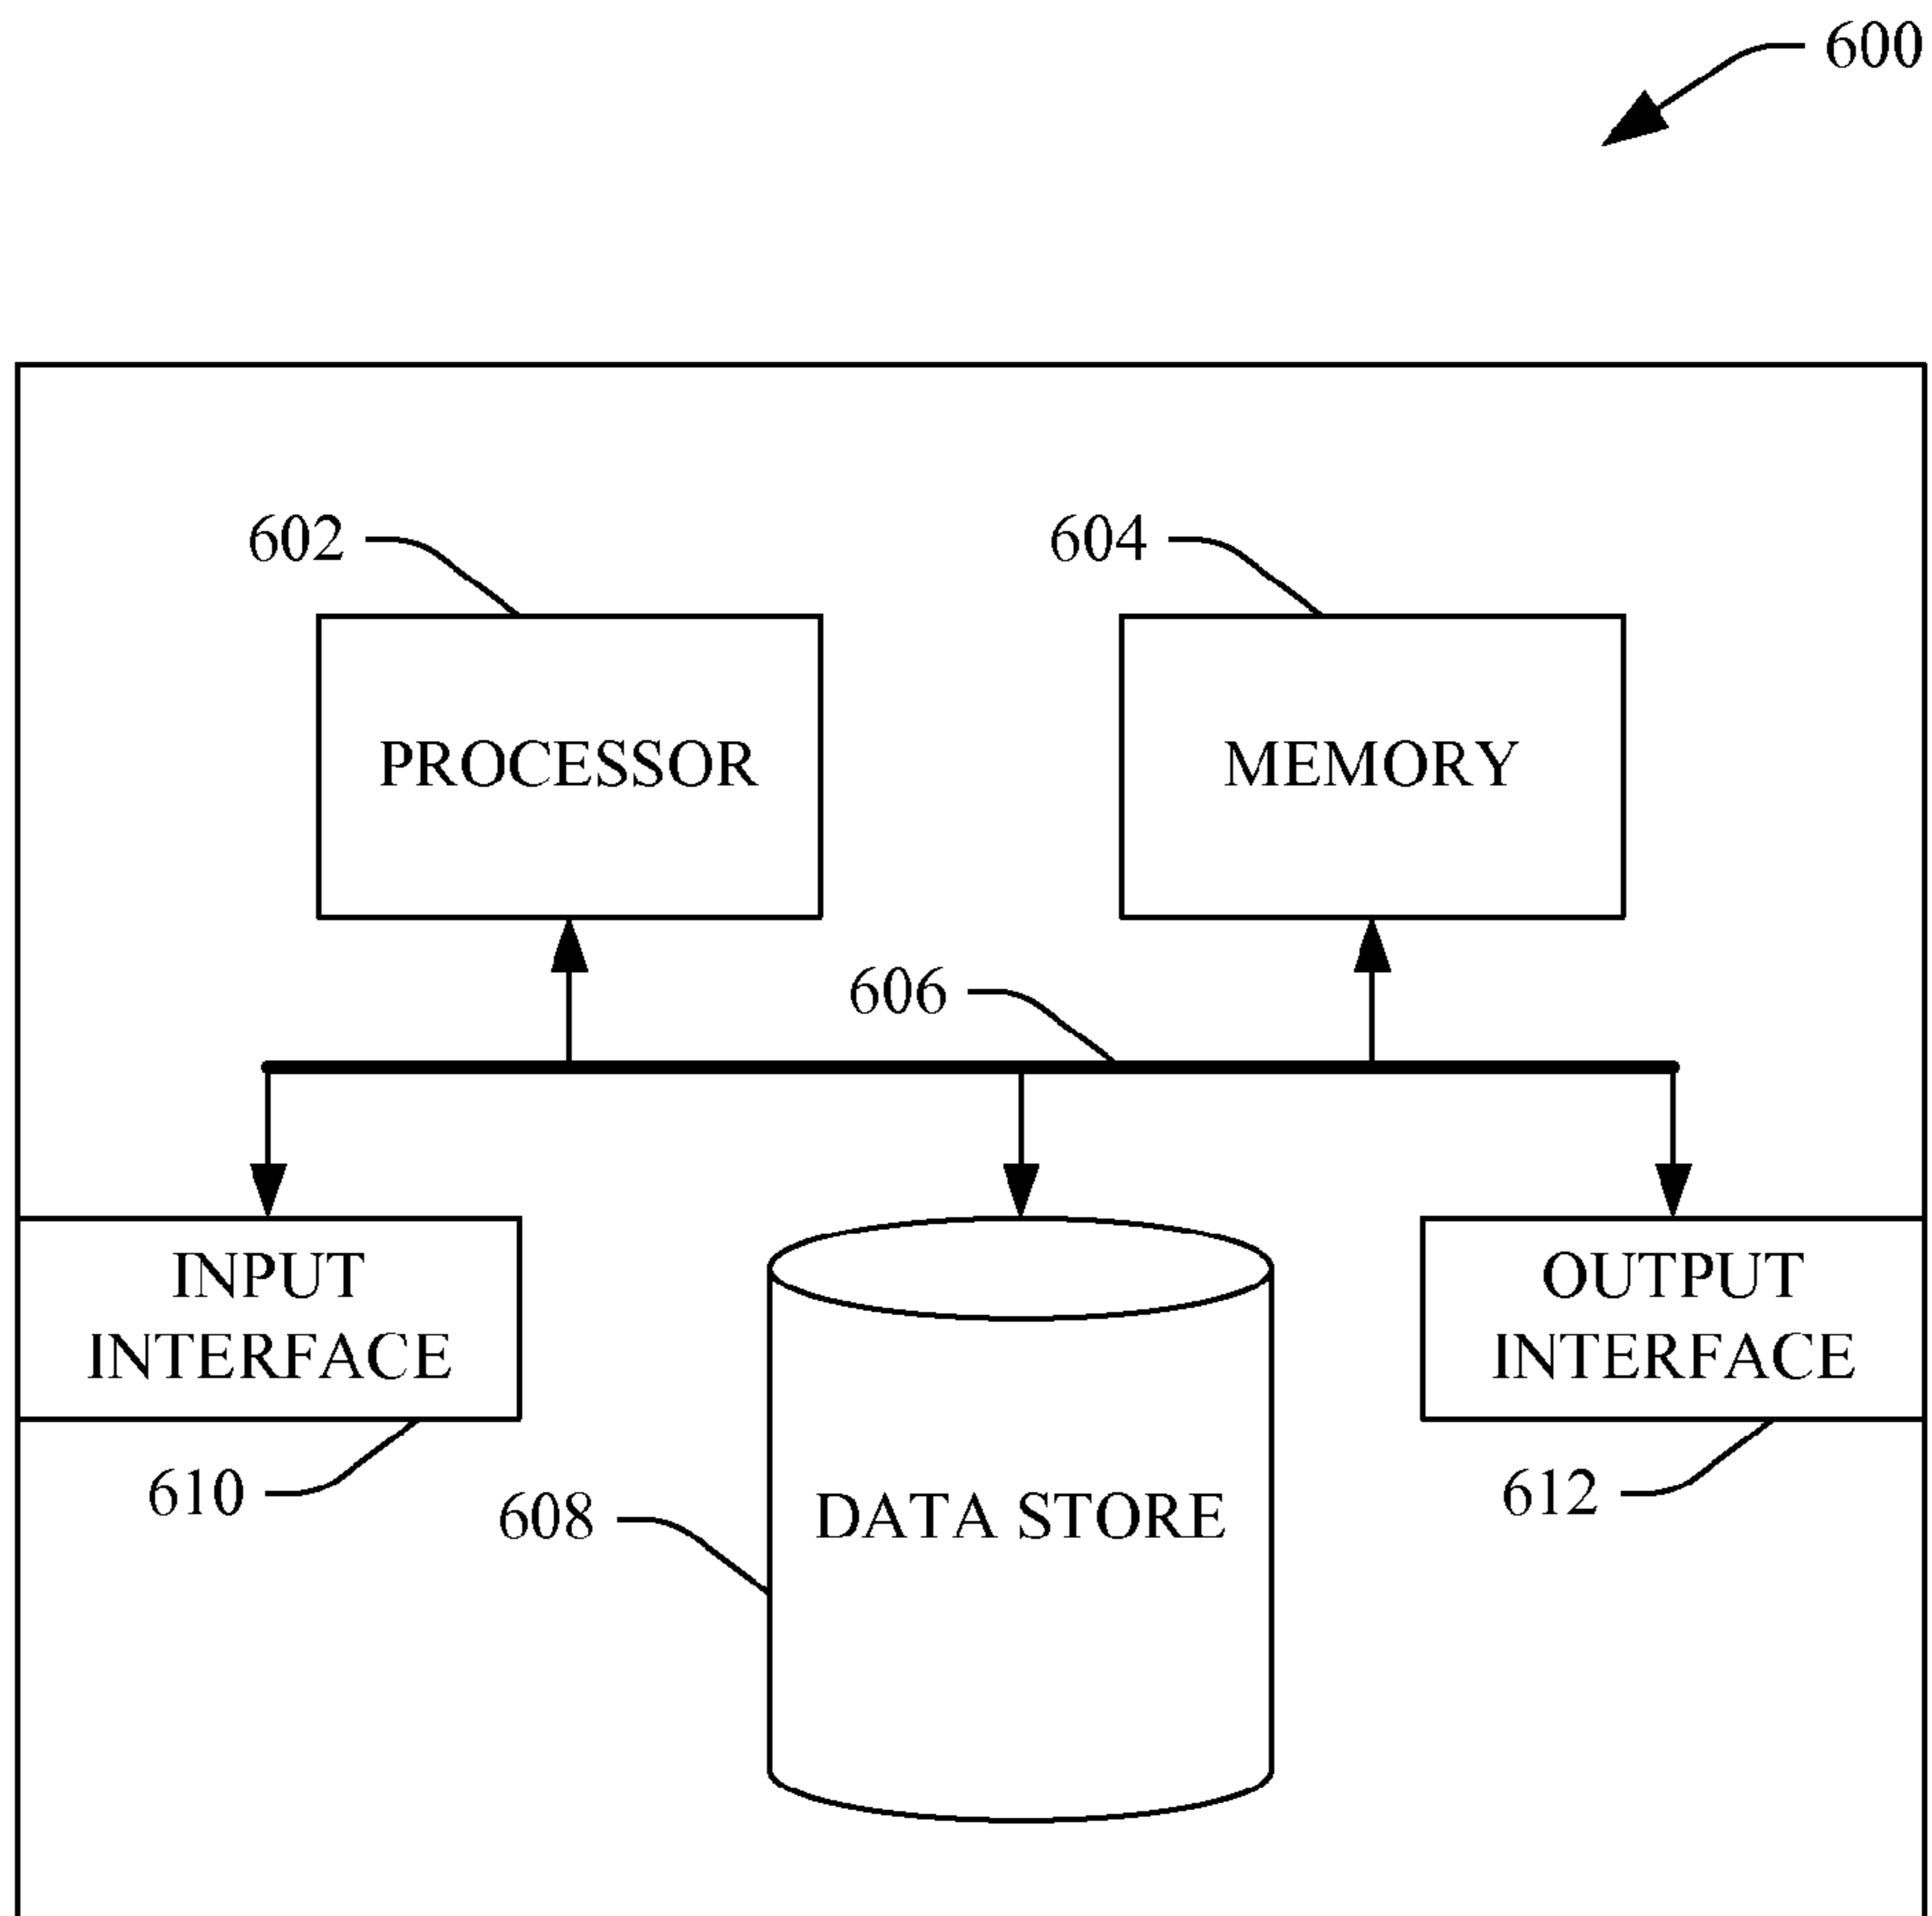 600
602
604
PROCESSOR
MEMORY
606
INPUT
INTERFACE
OUTPUT
INTERFACE
610
608
DATA STORE
612